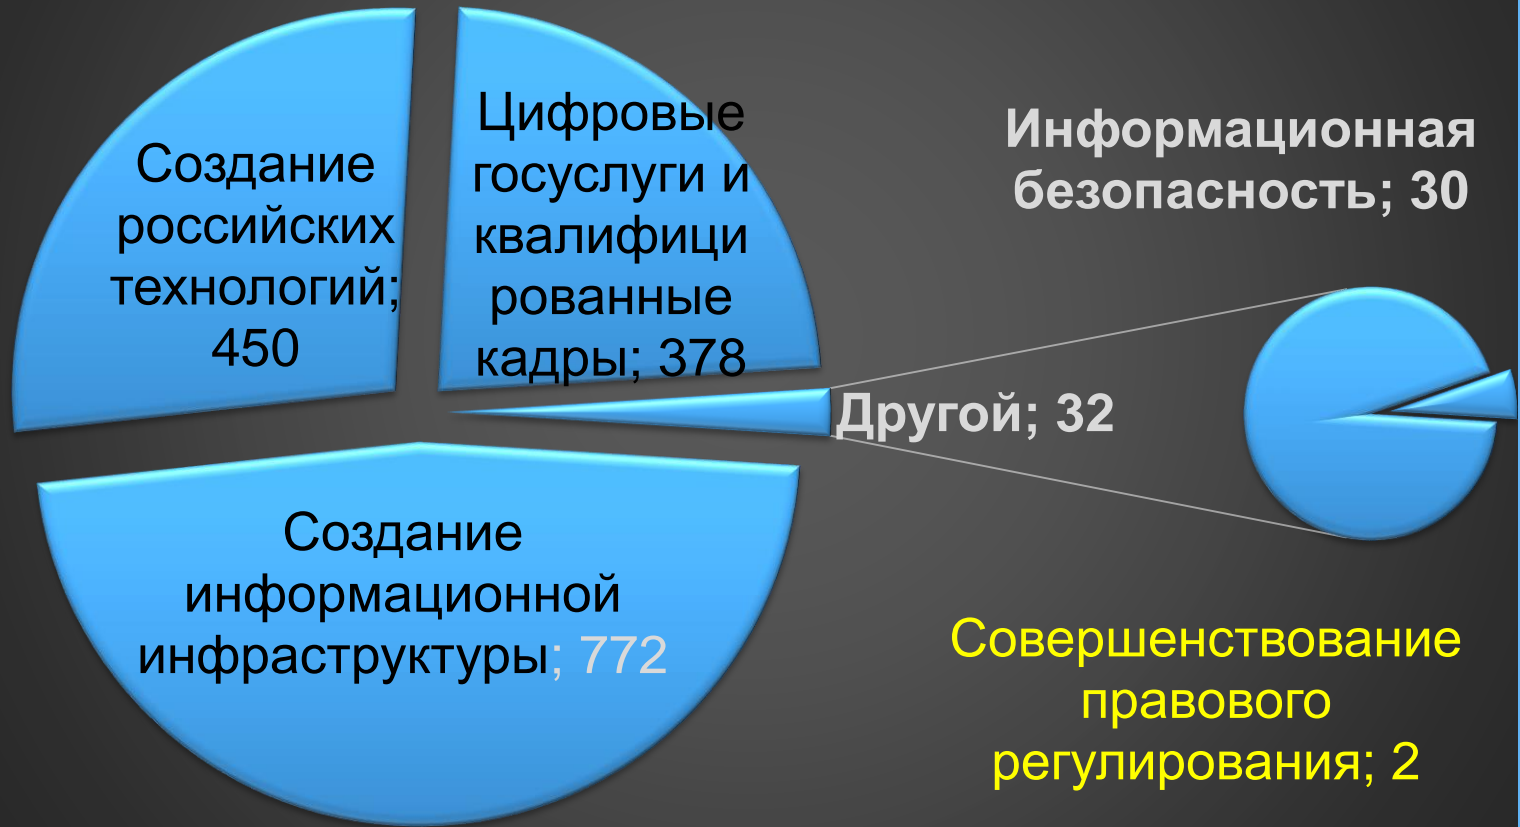 Создание
российских
технологий;
450
Цифровые
госуслуги и
квалифици
рованные
кадры; 378
Информационная
безопасность; 30
Другой; 32
Создание
информационной
инфраструктуры; 772
Совершенствование
правового
регулирования; 2